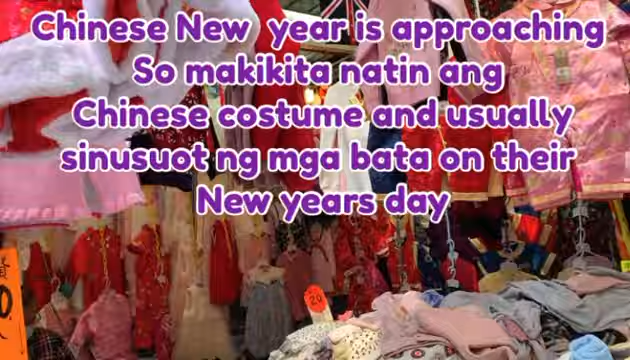 Chinese New year is approaching
So makikita natin ang
Chinese costume and usually
sinusuot ng mga bata on their
New years day
20